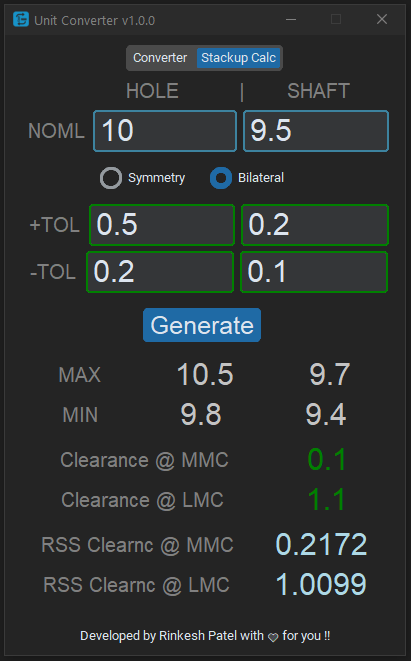 Unit Converter v1.0.0
Converter Stackup Calc
HOLE | SHAFT
NOML 10 9.5
Symmetry Bilateral
+TOL 0.5 0.2
-TOL 0.2 0.1
Generate
MAX 10.5 9.7
MIN 9.8 9.4
Clearance @ MMC 0.1
Clearance @ LMC 1.1
RSS Clearnc @ MMC 0.2172
RSS Clearnc @ LMC 1.0099
Developed by Rinkesh Patel with 🤍 for you !!